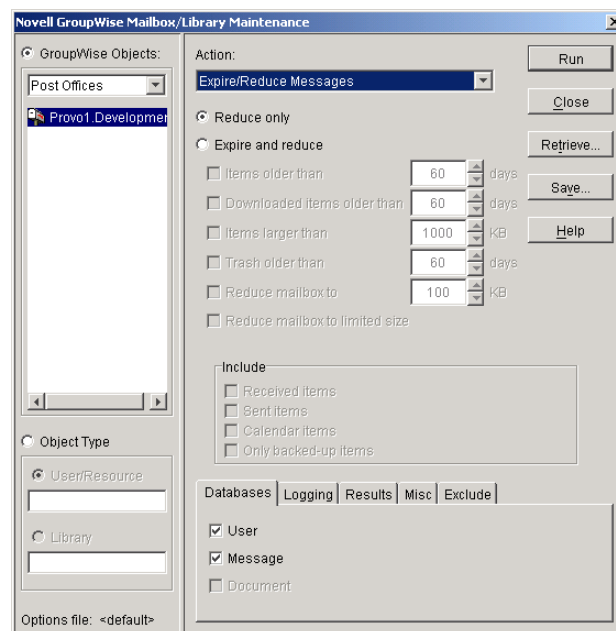 Novell GroupWise Mailbox/Library Maintenance
GroupWise Objects:
Post Offices
Provo1.Developmer
Object Type
User/Resource
Library
Options file: <default>
Action:
Expire/Reduce Messages
Reduce only
Expire and reduce
Items older than 60 days
Downloaded items older than 60 days
Items larger than 1000 KB
Trash older than 60 days
Reduce mailbox to 100 KB
Reduce mailbox to limited size
Include
Received items
Sent items
Calendar items
Only backed-up items
Databases Logging Results Misc Exclude
User
Message
Document
Run
Close
Retrieve...
Save...
Help